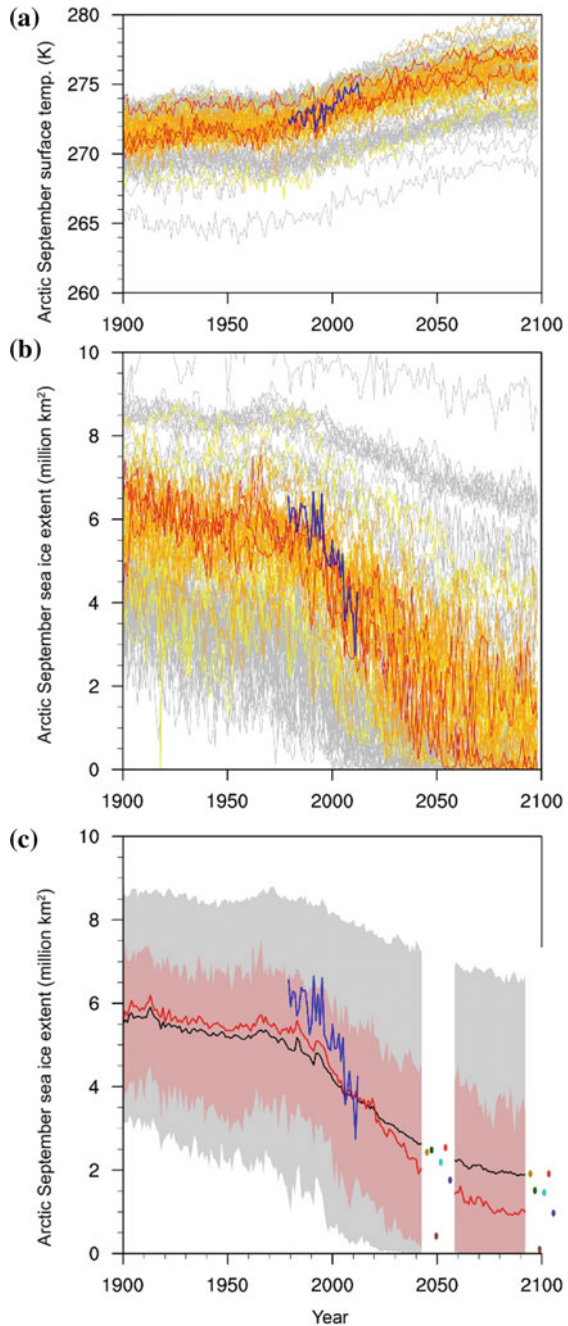 (a)
Arctic September surface temp. (K)
280
275
270
265
260
1900 1950 2000 2050 2100
(b)
Arctic September sea ice extent (million km²)
10
8
6
4
2
0
1900 1950 2000 2050 2100
(c)
Arctic September sea ice extent (million km²)
10
8
6
4
2
0
1900 1950 2000 2050 2100
Year